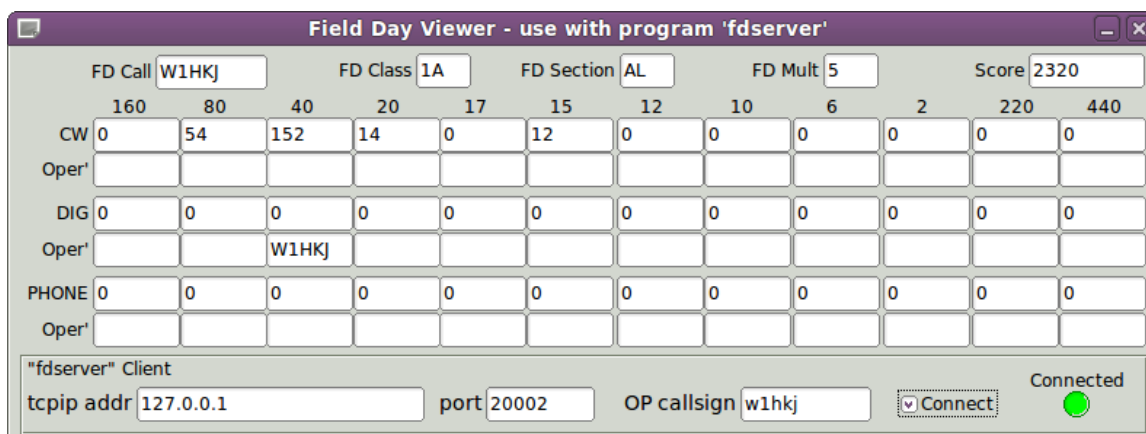 Field Day Viewer - use with program 'fdserver'
FD Call W1HKJ FD Class 1A FD Section AL FD Mult 5 Score 2320
160 80 40 20 17 15 12 10 6 2 220 440
CW 0 54 152 14 0 12 0 0 0 0 0 0
Oper'
DIG 0 0 0 0 0 0 0 0 0 0 0 0
Oper' W1HKJ
PHONE 0 0 0 0 0 0 0 0 0 0 0 0
Oper'
"fdserver" Client
Connected
tcpip addr 127.0.0.1 port 20002 OP callsign w1hkj Connect